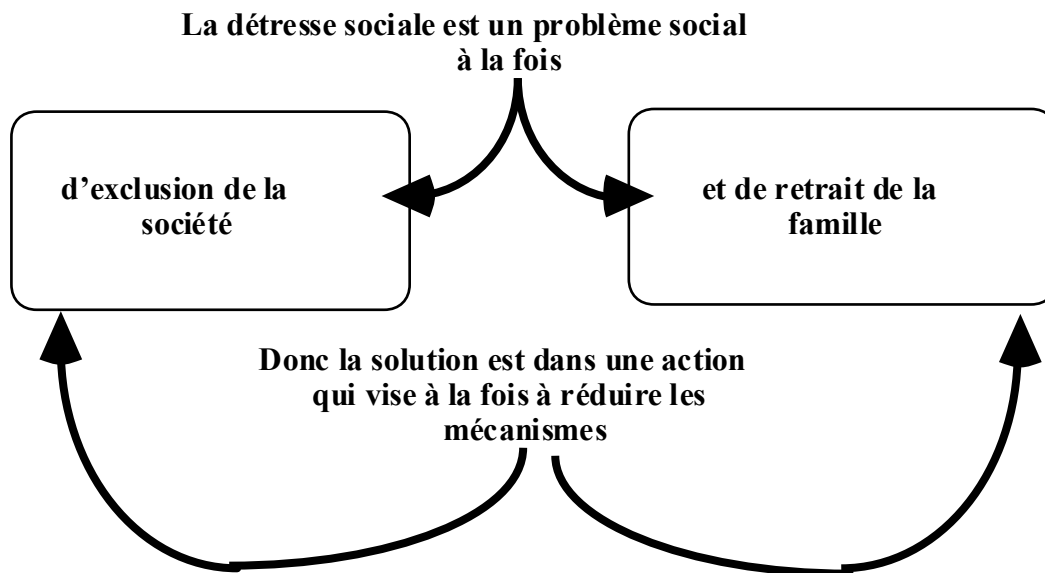 La détresse sociale est un problème social
à la fois
d'exclusion de la
société
et de retrait de la
famille
Donc la solution est dans une action
qui vise à la fois à réduire les
mécanismes